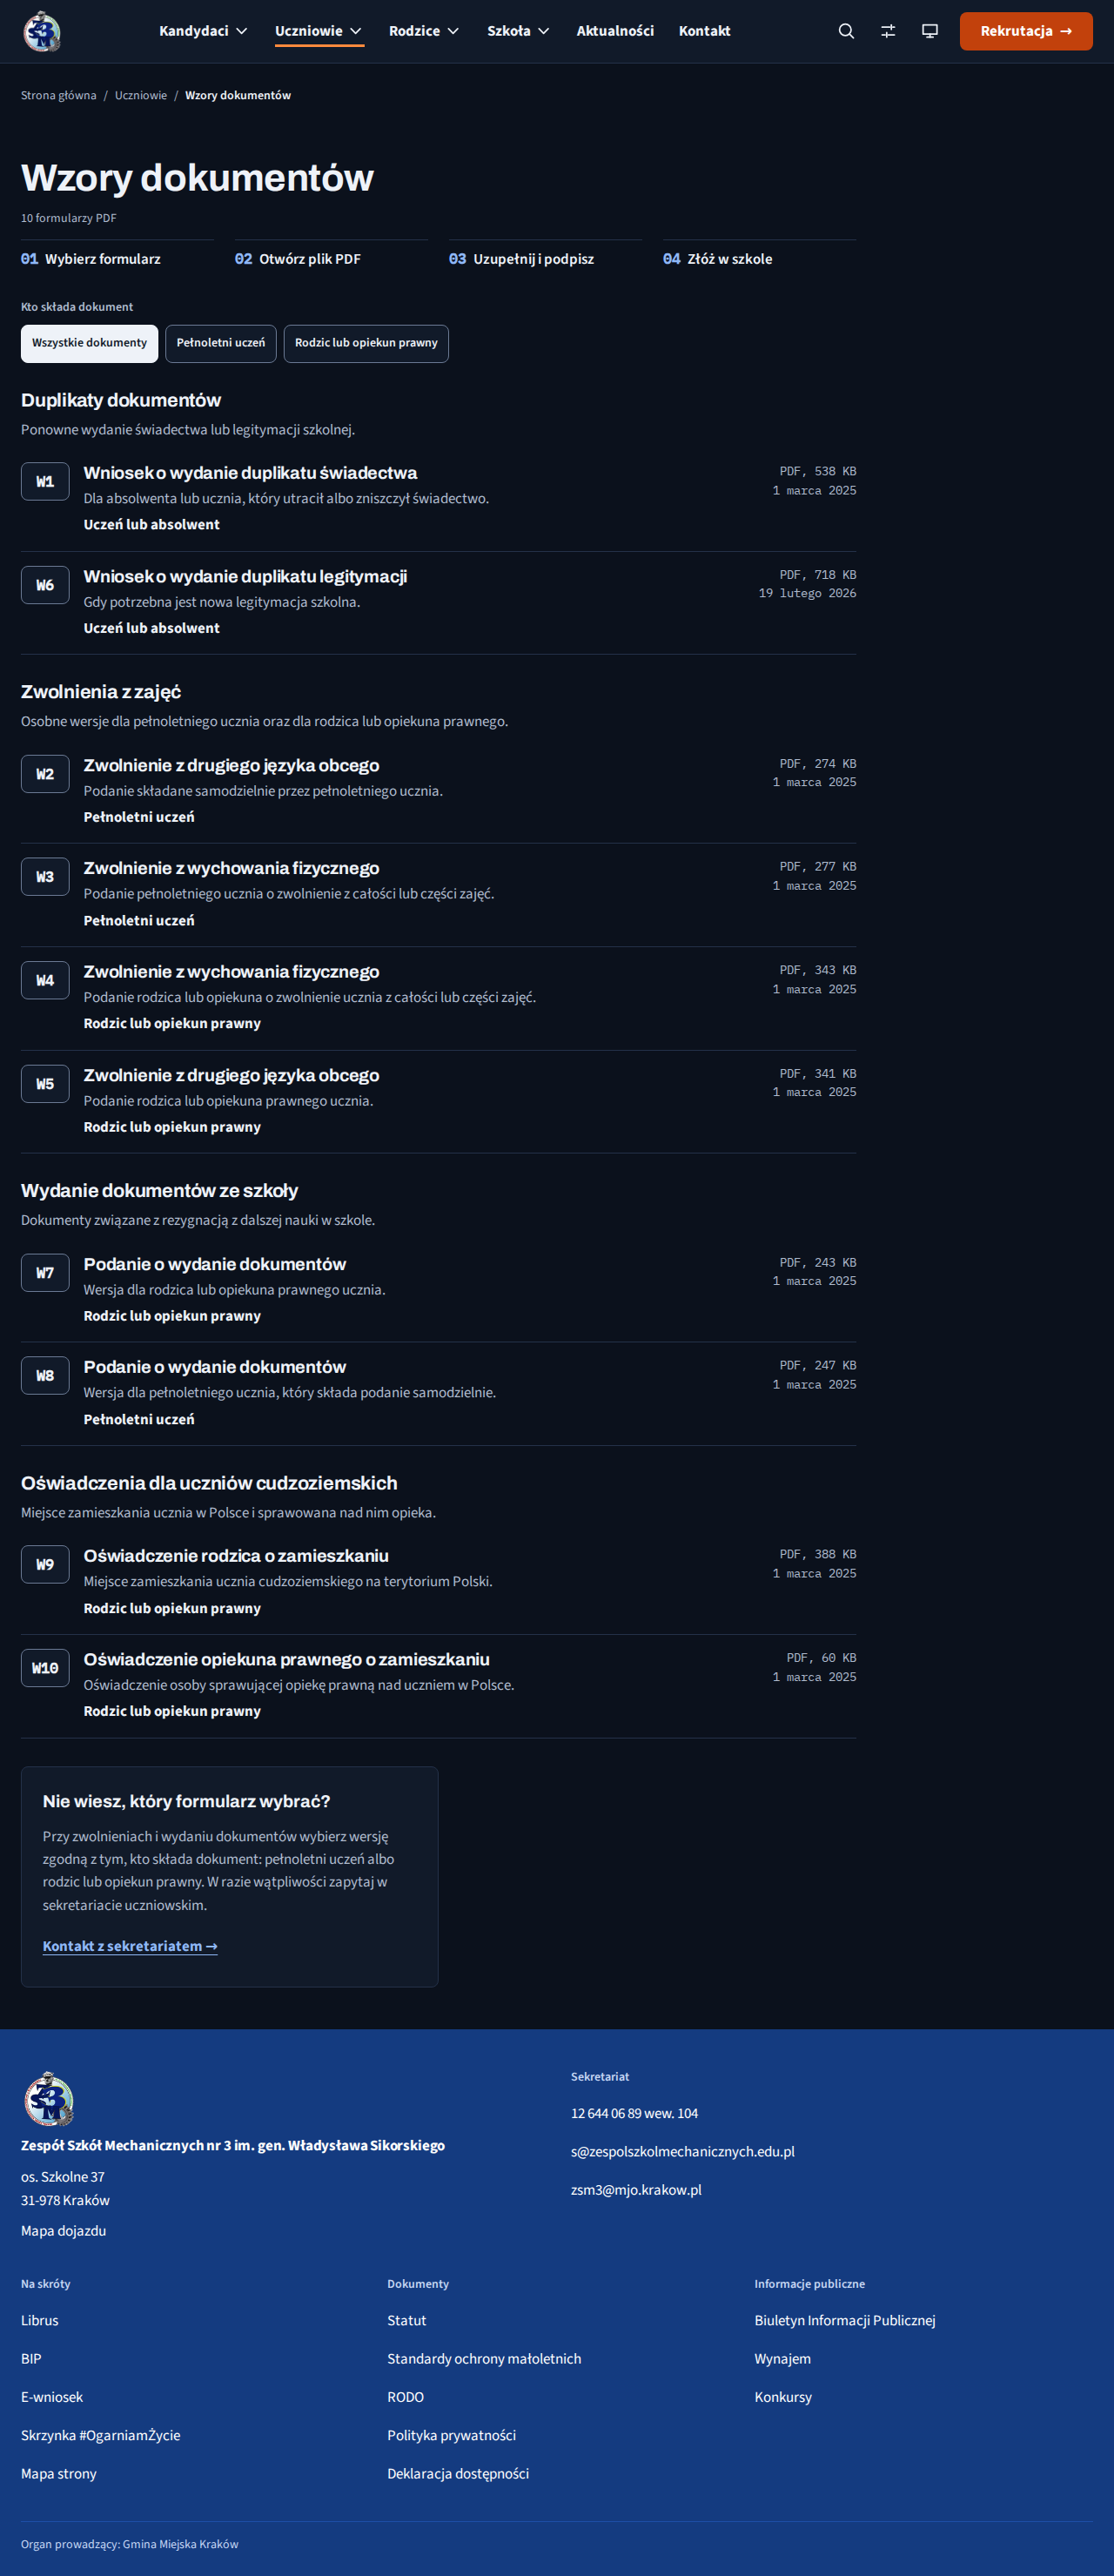 Kandydaci
Uczniowie
Rodzice
Szkoła
Aktualności
Kontakt
Rekrutacja →
Strona główna / Uczniowie / Wzory dokumentów
Wzory dokumentów
10 formularzy PDF
01 Wybierz formularz
02 Otwórz plik PDF
03 Uzupełnij i podpisz
04 Złóż w szkole
Kto składa dokument
Wszystkie dokumenty
Pełnoletni uczeń
Rodzic lub opiekun prawny
Duplikaty dokumentów
Ponowne wydanie świadectwa lub legitymacji szkolnej.
W1
Wniosek o wydanie duplikatu świadectwa
Dla absolwenta lub ucznia, który utracił albo zniszczył świadectwo.
Uczeń lub absolwent
PDF, 538 KB
1 marca 2025
W6
Wniosek o wydanie duplikatu legitymacji
Gdy potrzebna jest nowa legitymacja szkolna.
Uczeń lub absolwent
PDF, 718 KB
19 lutego 2026
Zwolnienia z zajęć
Osobne wersje dla pełnoletniego ucznia oraz dla rodzica lub opiekuna prawnego.
W2
Zwolnienie z drugiego języka obcego
Podanie składane samodzielnie przez pełnoletniego ucznia.
Pełnoletni uczeń
PDF, 274 KB
1 marca 2025
W3
Zwolnienie z wychowania fizycznego
Podanie pełnoletniego ucznia o zwolnienie z całości lub części zajęć.
Pełnoletni uczeń
PDF, 277 KB
1 marca 2025
W4
Zwolnienie z wychowania fizycznego
Podanie rodzica lub opiekuna o zwolnienie ucznia z całości lub części zajęć.
Rodzic lub opiekun prawny
PDF, 343 KB
1 marca 2025
W5
Zwolnienie z drugiego języka obcego
Podanie rodzica lub opiekuna prawnego ucznia.
Rodzic lub opiekun prawny
PDF, 341 KB
1 marca 2025
Wydanie dokumentów ze szkoły
Dokumenty związane z rezygnacją z dalszej nauki w szkole.
W7
Podanie o wydanie dokumentów
Wersja dla rodzica lub opiekuna prawnego ucznia.
Rodzic lub opiekun prawny
PDF, 243 KB
1 marca 2025
W8
Podanie o wydanie dokumentów
Wersja dla pełnoletniego ucznia, który składa podanie samodzielnie.
Pełnoletni uczeń
PDF, 247 KB
1 marca 2025
Oświadczenia dla uczniów cudzoziemskich
Miejsce zamieszkania ucznia w Polsce i sprawowana nad nim opieka.
W9
Oświadczenie rodzica o zamieszkaniu
Miejsce zamieszkania ucznia cudzoziemskiego na terytorium Polski.
Rodzic lub opiekun prawny
PDF, 388 KB
1 marca 2025
W10
Oświadczenie opiekuna prawnego o zamieszkaniu
Oświadczenie osoby sprawującej opiekę prawną nad uczniem w Polsce.
Rodzic lub opiekun prawny
PDF, 60 KB
1 marca 2025
Nie wiesz, który formularz wybrać?
Przy zwolnieniach i wydaniu dokumentów wybierz wersję
zgodną z tym, kto składa dokument: pełnoletni uczeń albo
rodzic lub opiekun prawny. W razie wątpliwości zapytaj w
sekretariacie uczniowskim.
Kontakt z sekretariatem →
Zespół Szkół Mechanicznych nr 3 im. gen. Władysława Sikorskiego
os. Szkolne 37
31-978 Kraków
Mapa dojazdu
Sekretariat
12 644 06 89 wew. 104
s@zespolszkolmechanicznych.edu.pl
zsm3@mjo.krakow.pl
Na skróty
Librus
BIP
E-wniosek
Skrzynka #OgarniamŻycie
Mapa strony
Dokumenty
Statut
Standardy ochrony małoletnich
RODO
Polityka prywatności
Deklaracja dostępności
Informacje publiczne
Biuletyn Informacji Publicznej
Wynajem
Konkursy
Organ prowadzący: Gmina Miejska Kraków